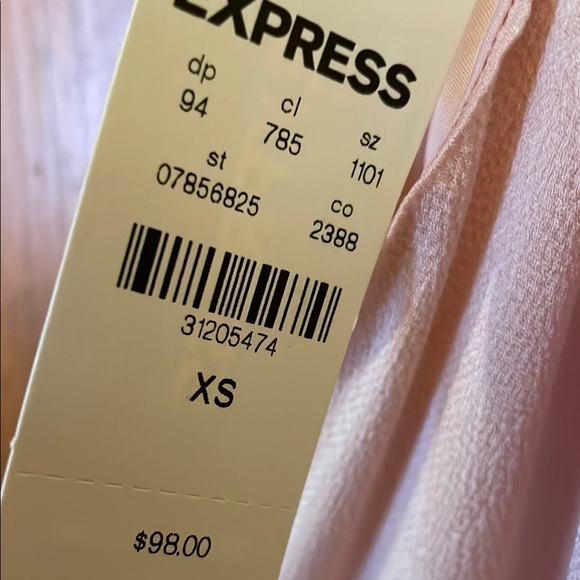 EXPRESS
dp cl sz
94 785 1101
st co
07856825 2388
31205474
XS
$98.00